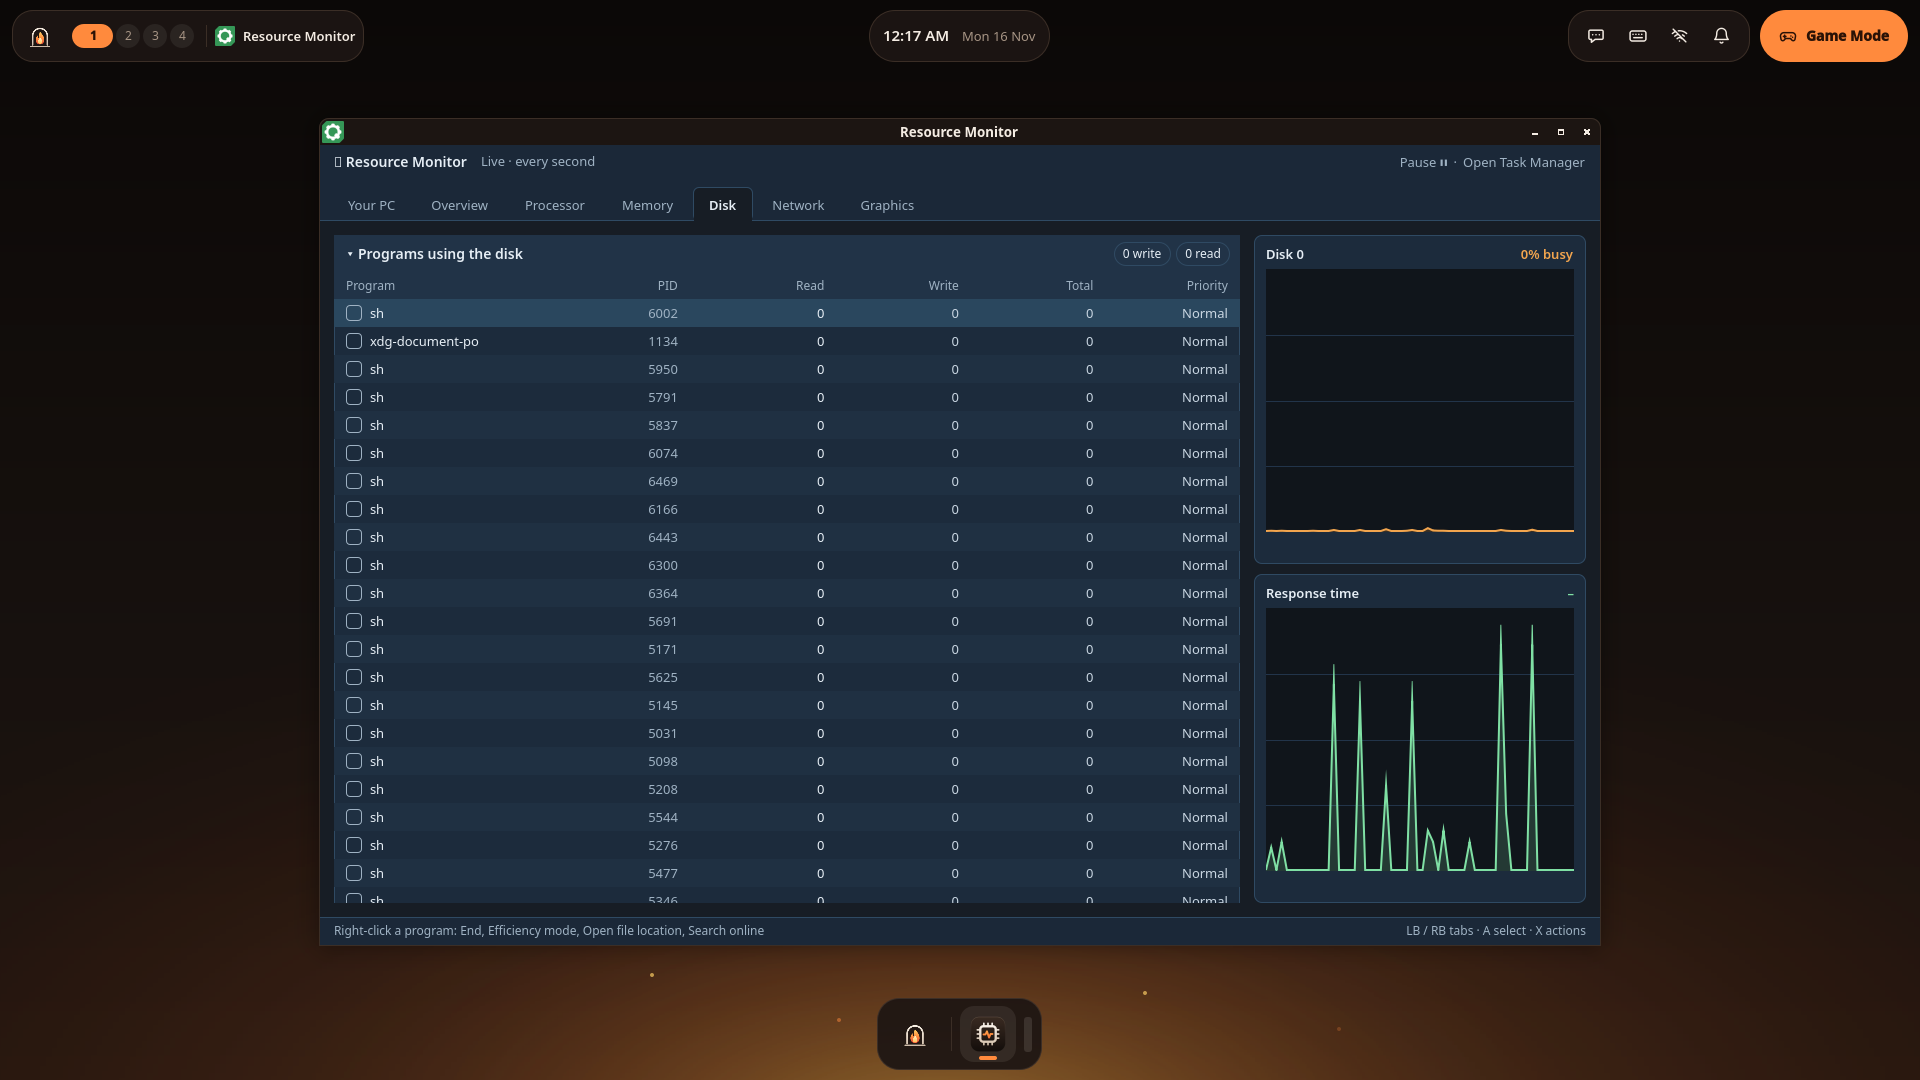 1 2 3 4 Resource Monitor
12:17 AM Mon 16 Nov
Game Mode
Resource Monitor
Resource Monitor Live · every second
Pause · Open Task Manager
Your PC Overview Processor Memory Disk Network Graphics
Programs using the disk 0 write 0 read
Program PID Read Write Total Priority
sh 6002 0 0 0 Normal
xdg-document-po 1134 0 0 0 Normal
sh 5950 0 0 0 Normal
sh 5791 0 0 0 Normal
sh 5837 0 0 0 Normal
sh 6074 0 0 0 Normal
sh 6469 0 0 0 Normal
sh 6166 0 0 0 Normal
sh 6443 0 0 0 Normal
sh 6300 0 0 0 Normal
sh 6364 0 0 0 Normal
sh 5691 0 0 0 Normal
sh 5171 0 0 0 Normal
sh 5625 0 0 0 Normal
sh 5145 0 0 0 Normal
sh 5031 0 0 0 Normal
sh 5098 0 0 0 Normal
sh 5208 0 0 0 Normal
sh 5544 0 0 0 Normal
sh 5276 0 0 0 Normal
sh 5477 0 0 0 Normal
sh 5346 0 0 0 Normal
Disk 0 0% busy
Response time –
Right-click a program: End, Efficiency mode, Open file location, Search online
LB / RB tabs · A select · X actions